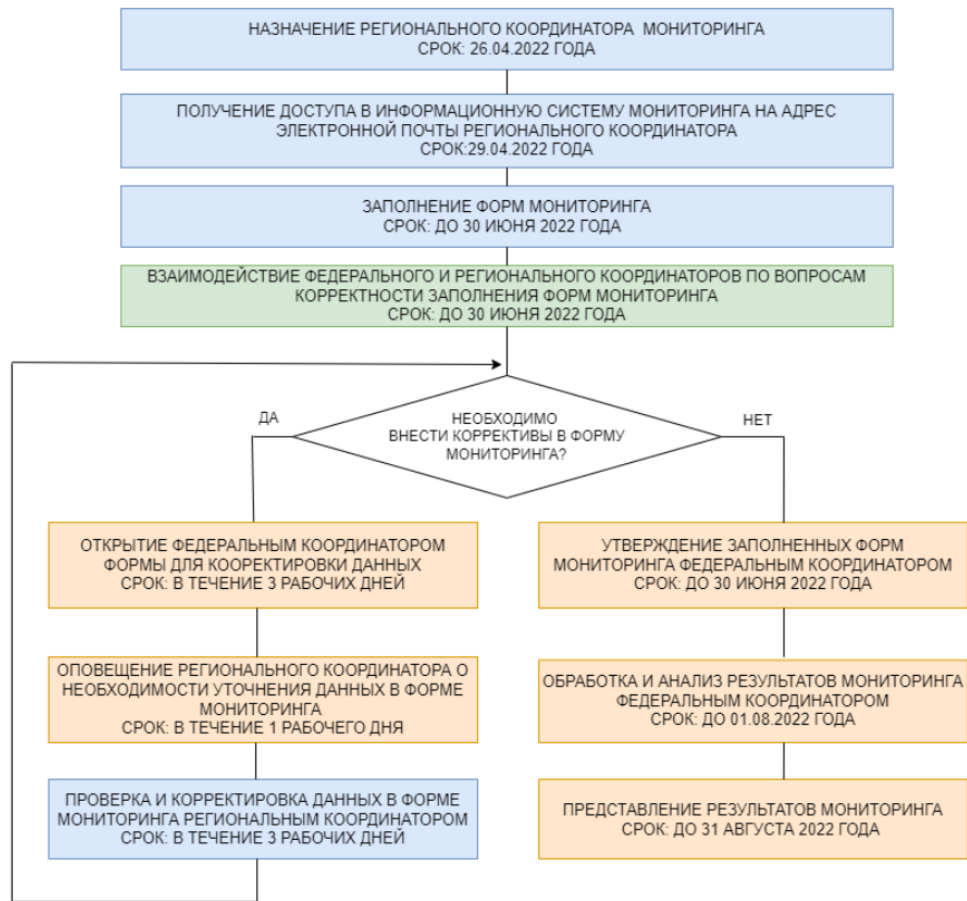 НАЗНАЧЕНИЕ РЕГИОНАЛЬНОГО КООРДИНАТОРА МОНИТОРИНГА
СРОК: 26.04.2022 ГОДА
ПОЛУЧЕНИЕ ДОСТУПА В ИНФОРМАЦИОННУЮ СИСТЕМУ МОНИТОРИНГА НА АДРЕС
ЭЛЕКТРОННОЙ ПОЧТЫ РЕГИОНАЛЬНОГО КООРДИНАТОРА
СРОК:29.04.2022 ГОДА
ЗАПОЛНЕНИЕ ФОРМ МОНИТОРИНГА
СРОК: ДО 30 ИЮНЯ 2022 ГОДА
ВЗАИМОДЕЙСТВИЕ ФЕДЕРАЛЬНОГО И РЕГИОНАЛЬНОГО КООРДИНАТОРОВ ПО ВОПРОСАМ
КОРРЕКТНОСТИ ЗАПОЛНЕНИЯ ФОРМ МОНИТОРИНГА
СРОК: ДО 30 ИЮНЯ 2022 ГОДА
НЕОБХОДИМО
ВНЕСТИ КОРРЕКТИВЫ В ФОРМУ
МОНИТОРИНГА?
ДА
НЕТ
ОТКРЫТИЕ ФЕДЕРАЛЬНЫМ КООРДИНАТОРОМ
ФОРМЫ ДЛЯ КООРЕКТИРОВКИ ДАННЫХ
СРОК: В ТЕЧЕНИЕ 3 РАБОЧИХ ДНЕЙ
ОПОВЕЩЕНИЕ РЕГИОНАЛЬНОГО КООРДИНАТОРА О
НЕОБХОДИМОСТИ УТОЧНЕНИЯ ДАННЫХ В ФОРМЕ
МОНИТОРИНГА
СРОК: В ТЕЧЕНИЕ 1 РАБОЧЕГО ДНЯ
ПРОВЕРКА И КОРРЕКТИРОВКА ДАННЫХ В ФОРМЕ
МОНИТОРИНГА РЕГИОНАЛЬНЫМ КООРДИНАТОРОМ
СРОК: В ТЕЧЕНИЕ 3 РАБОЧИХ ДНЕЙ
УТВЕРЖДЕНИЕ ЗАПОЛНЕННЫХ ФОРМ
МОНИТОРИНГА ФЕДЕРАЛЬНЫМ КООРДИНАТОРОМ
СРОК: ДО 30 ИЮНЯ 2022 ГОДА
ОБРАБОТКА И АНАЛИЗ РЕЗУЛЬТАТОВ МОНИТОРИНГА
ФЕДЕРАЛЬНЫМ КООРДИНАТОРОМ
СРОК: ДО 01.08.2022 ГОДА
ПРЕДСТАВЛЕНИЕ РЕЗУЛЬТАТОВ МОНИТОРИНГА
СРОК: ДО 31 АВГУСТА 2022 ГОДА